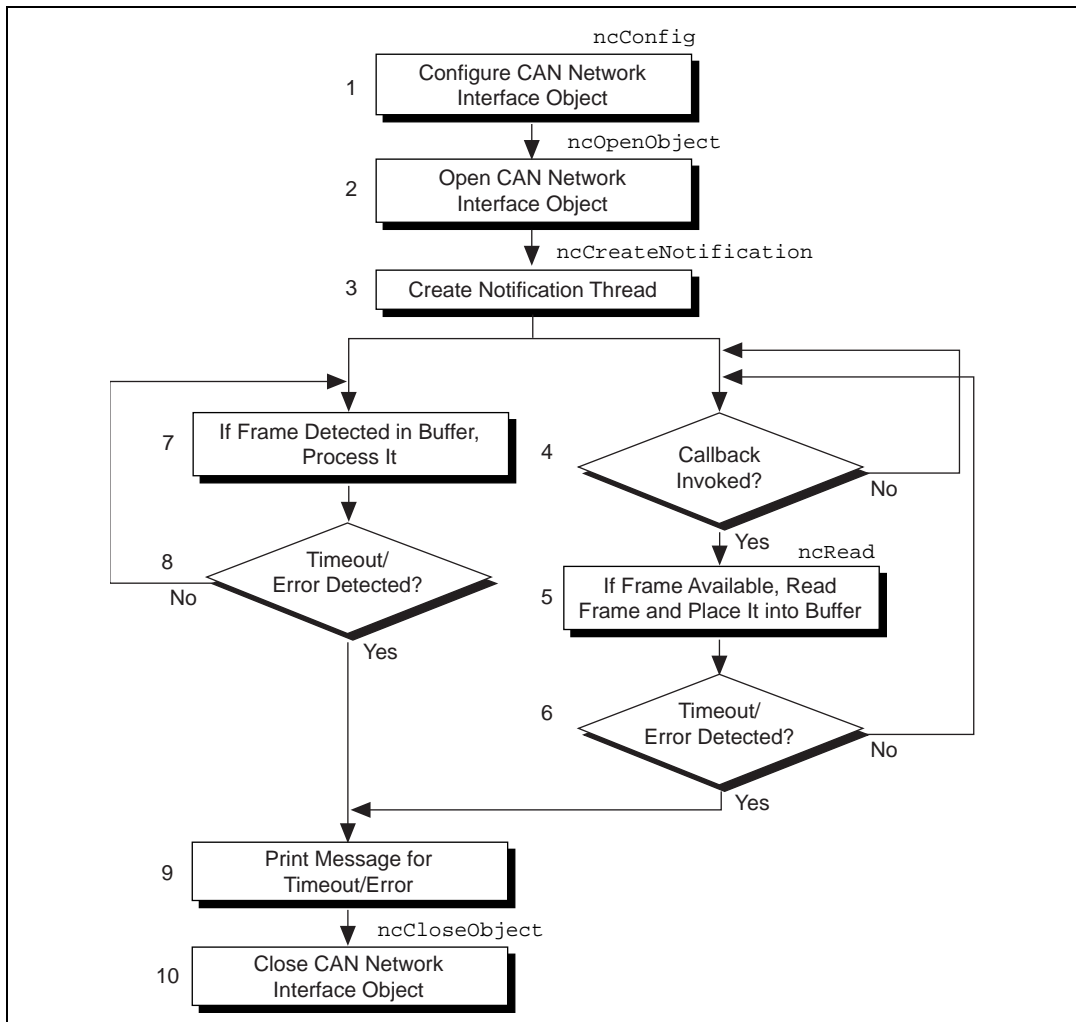 ncConfig
1
Configure CAN Network
Interface Object
ncOpenObject
2
Open CAN Network
Interface Object
ncCreateNotification
3
Create Notification Thread
7
If Frame Detected in Buffer,
Process It
8
Timeout/
Error Detected?
No
Yes
4
Callback
Invoked?
No
Yes
ncRead
5
If Frame Available, Read
Frame and Place It into Buffer
6
Timeout/
Error Detected?
No
Yes
9
Print Message for
Timeout/Error
ncCloseObject
10
Close CAN Network
Interface Object